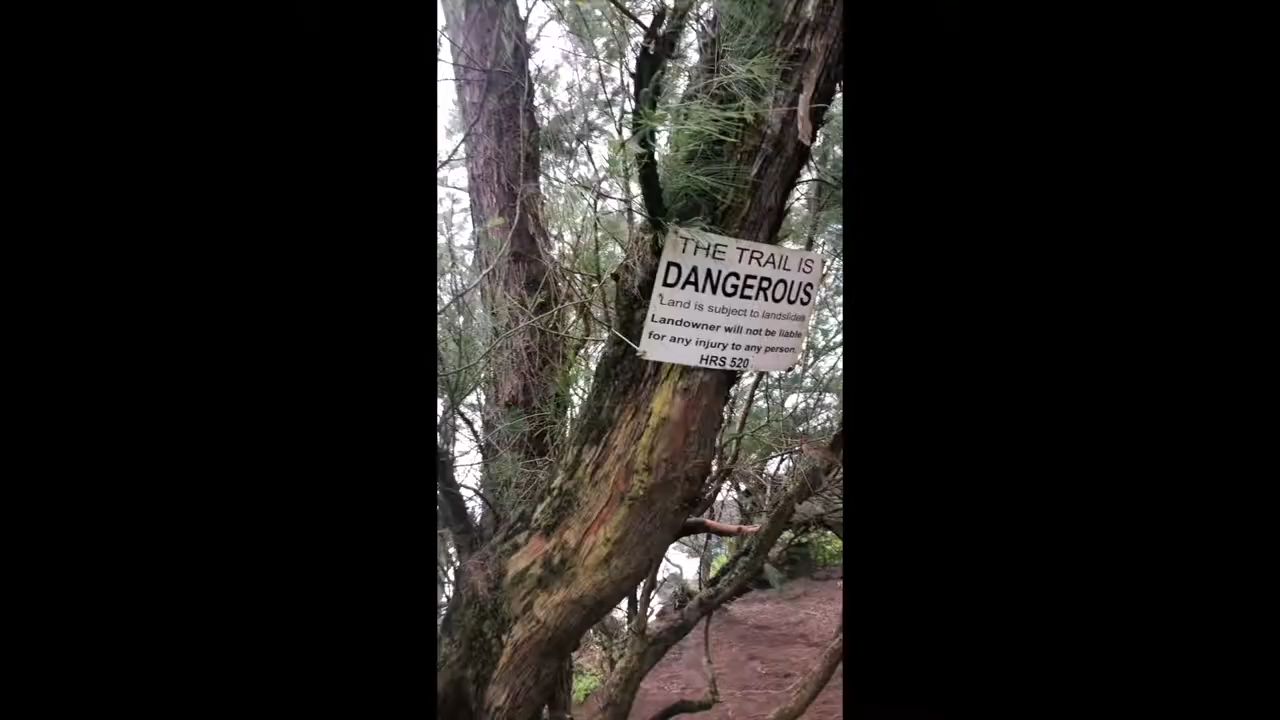 THE TRAIL IS
DANGEROUS
Land is subject to landslides
Landowner will not be liable
for any injury to any person.
HRS 520